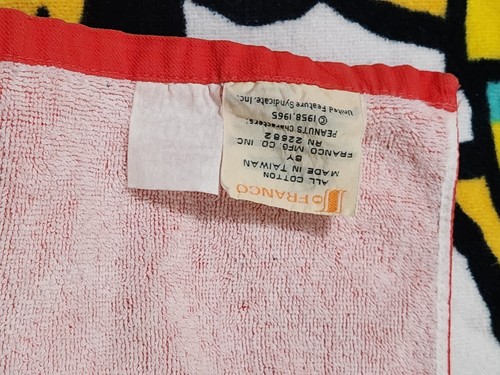 FRANCO
ALL COTTON
MADE IN TAIWAN
BY
FRANCO MFG CO INC
RN 22682
PEANUTS Characters:
© 1958, 1965
United Feature Syndicate, Inc.